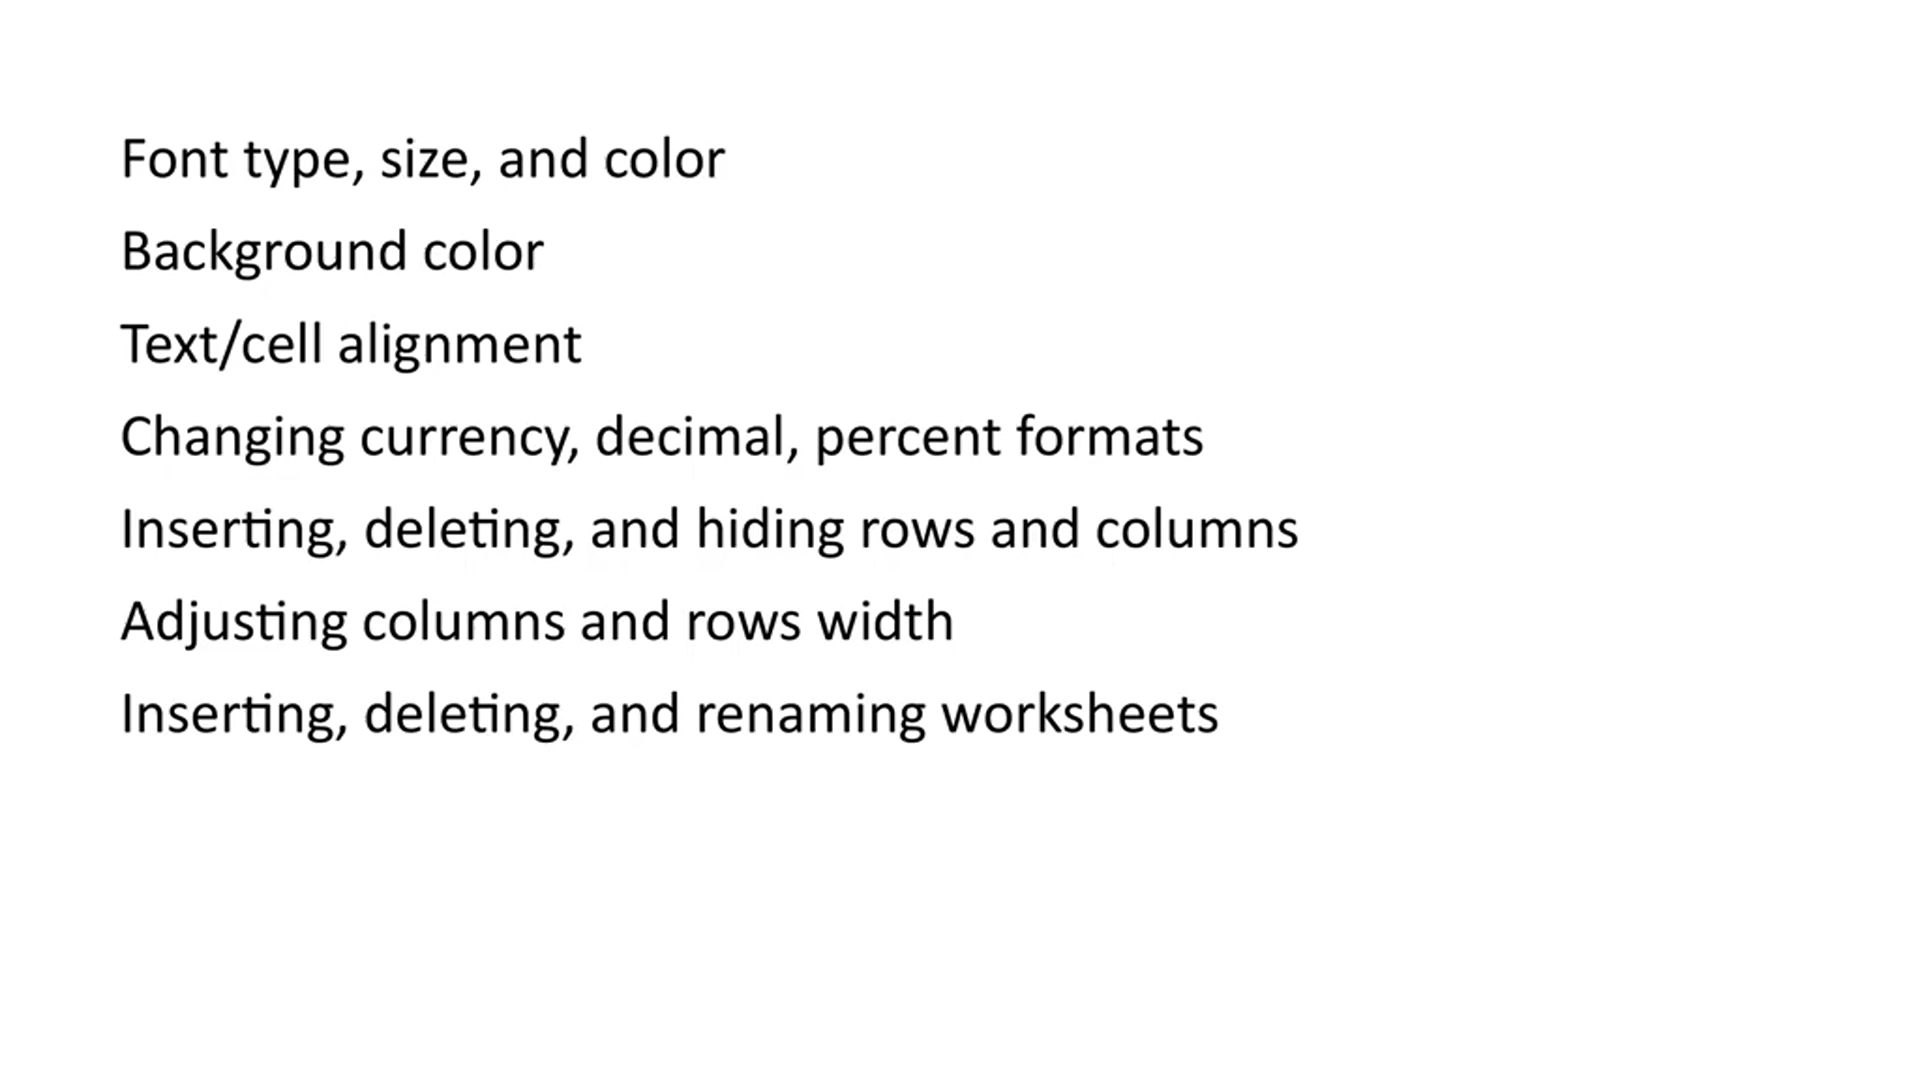 Font type, size, and color
Background color
Text/cell alignment
Changing currency, decimal, percent formats
Inserting, deleting, and hiding rows and columns
Adjusting columns and rows width
Inserting, deleting, and renaming worksheets